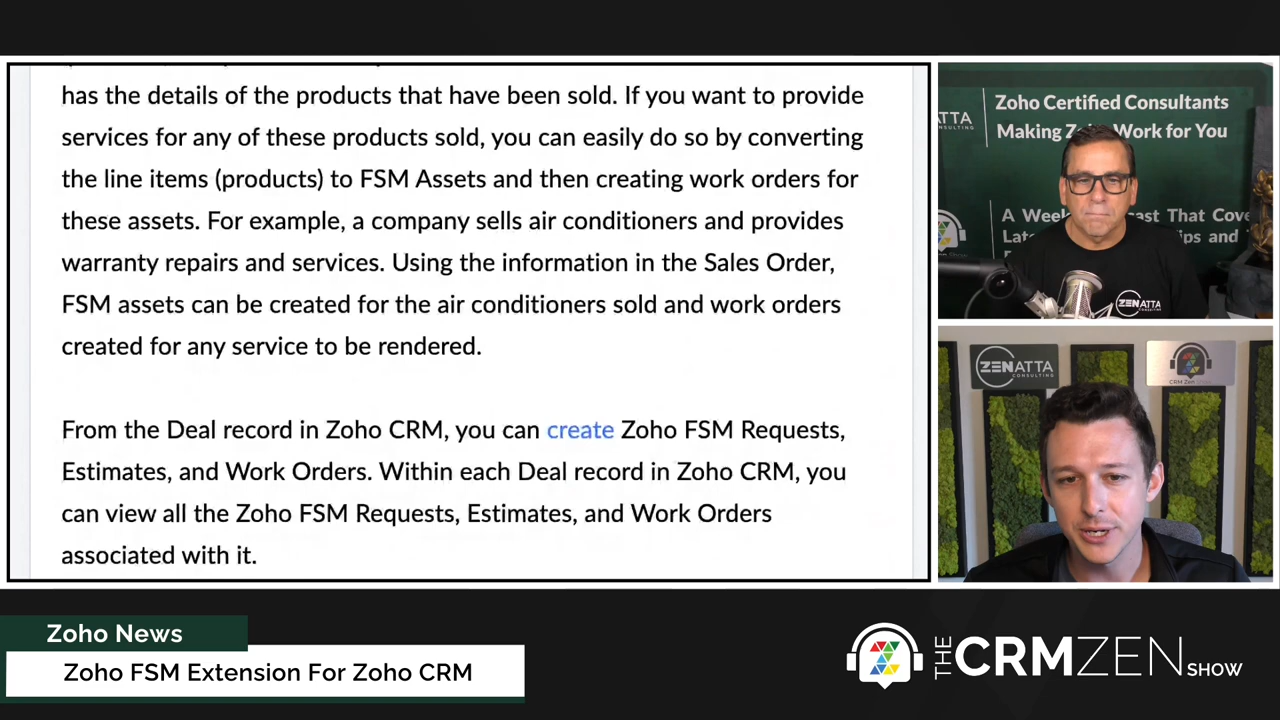 has the details of the products that have been sold. If you want to provide
services for any of these products sold, you can easily do so by converting
the line items (products) to FSM Assets and then creating work orders for
these assets. For example, a company sells air conditioners and provides
warranty repairs and services. Using the information in the Sales Order,
FSM assets can be created for the air conditioners sold and work orders
created for any service to be rendered.
From the Deal record in Zoho CRM, you can create Zoho FSM Requests,
Estimates, and Work Orders. Within each Deal record in Zoho CRM, you
can view all the Zoho FSM Requests, Estimates, and Work Orders
associated with it.
Zoho Certified Consultants
Making Work for You
A
ZENATTA
ZENATTA
CONSULTING
Zoho News
Zoho FSM Extension For Zoho CRM
THE CRMZEN SHOW